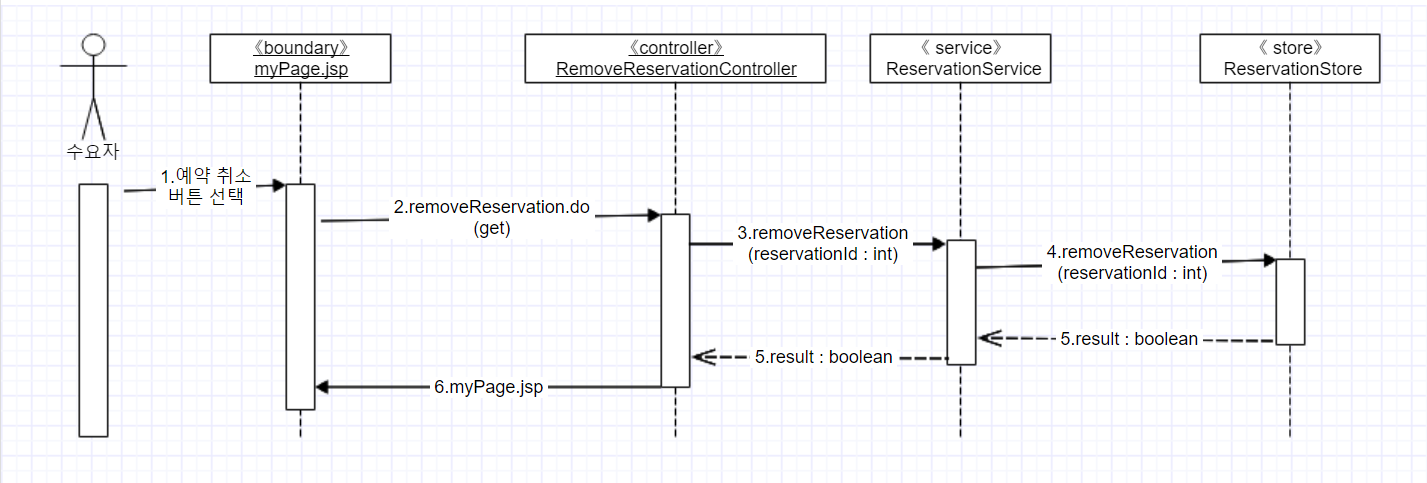 《boundary》
myPage.jsp
《controller》
RemoveReservationController
《 service》
ReservationService
《 store》
ReservationStore
수요자
1.예약 취소
버튼 선택
2.removeReservation.do
(get)
3.removeReservation
(reservationId : int)
4.removeReservation
(reservationId : int)
5.result : boolean
5.result : boolean
6.myPage.jsp